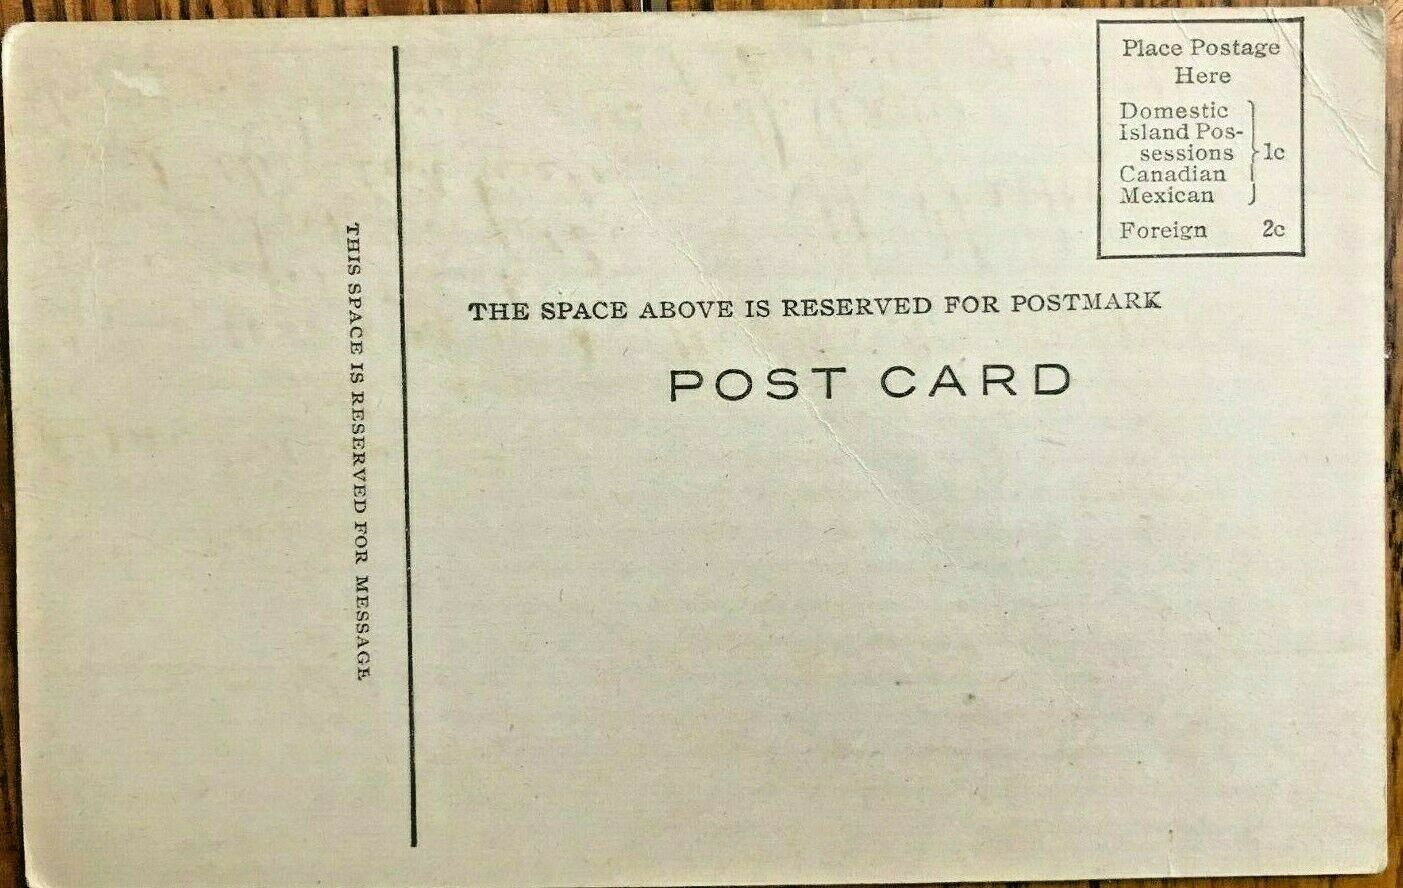 Place Postage
Here
Domestic
Island Pos-
sessions 1c
Canadian
Mexican
Foreign 2c
THE SPACE ABOVE IS RESERVED FOR POSTMARK
POST CARD
THIS SPACE IS RESERVED FOR MESSAGE